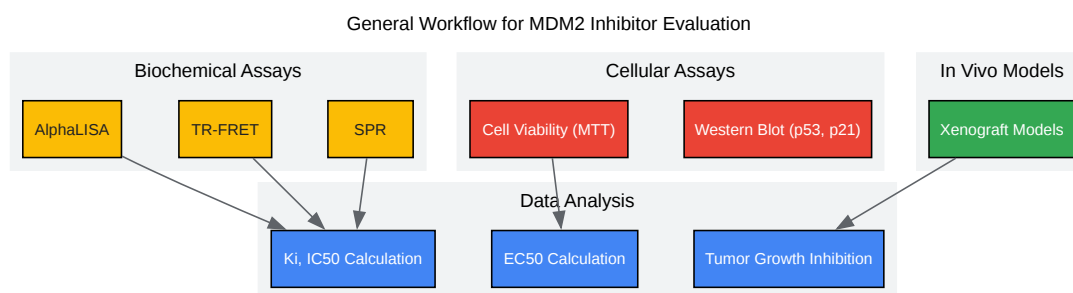 General Workflow for MDM2 Inhibitor Evaluation
Biochemical Assays
Cellular Assays
In Vivo Models
AlphaLISA
TR-FRET
SPR
Cell Viability (MTT)
Western Blot (p53, p21)
Xenograft Models
Data Analysis
Ki, IC50 Calculation
EC50 Calculation
Tumor Growth Inhibition